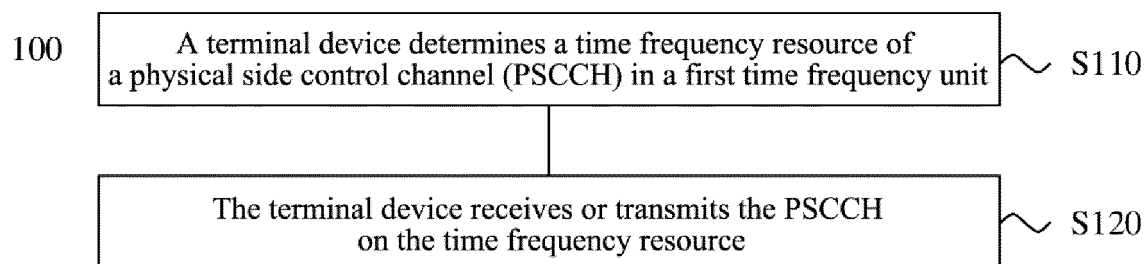 100
A terminal device determines a time frequency resource of
a physical side control channel (PSCCH) in a first time frequency unit
S110
The terminal device receives or transmits the PSCCH
on the time frequency resource
S120